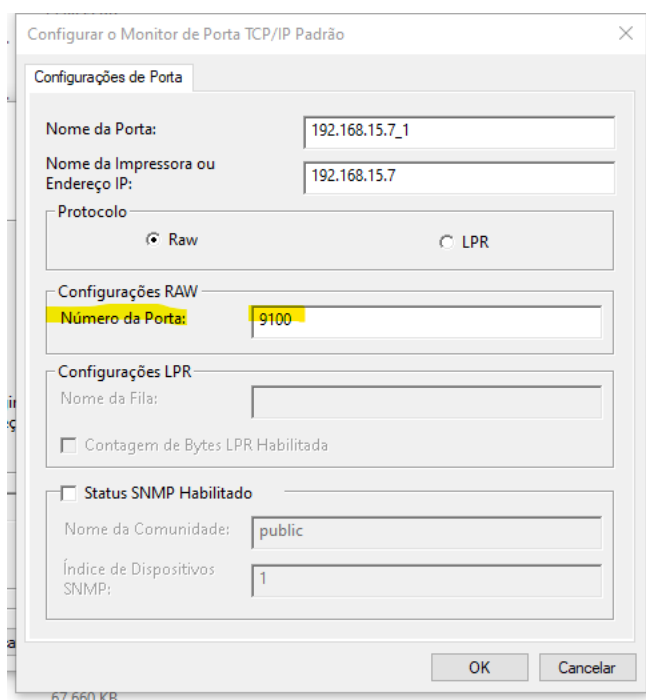 Configurar o Monitor de Porta TCP/IP Padrão
Configurações de Porta
Nome da Porta:
192.168.15.7_1
Nome da Impressora ou
Endereço IP:
192.168.15.7
Protocolo
Raw
LPR
Configurações RAW
Número da Porta:
9100
Configurações LPR
Nome da Fila:
Contagem de Bytes LPR Habilitada
Status SNMP Habilitado
Nome da Comunidade:
public
Índice de Dispositivos
SNMP:
1
OK
Cancelar
67.660 KB